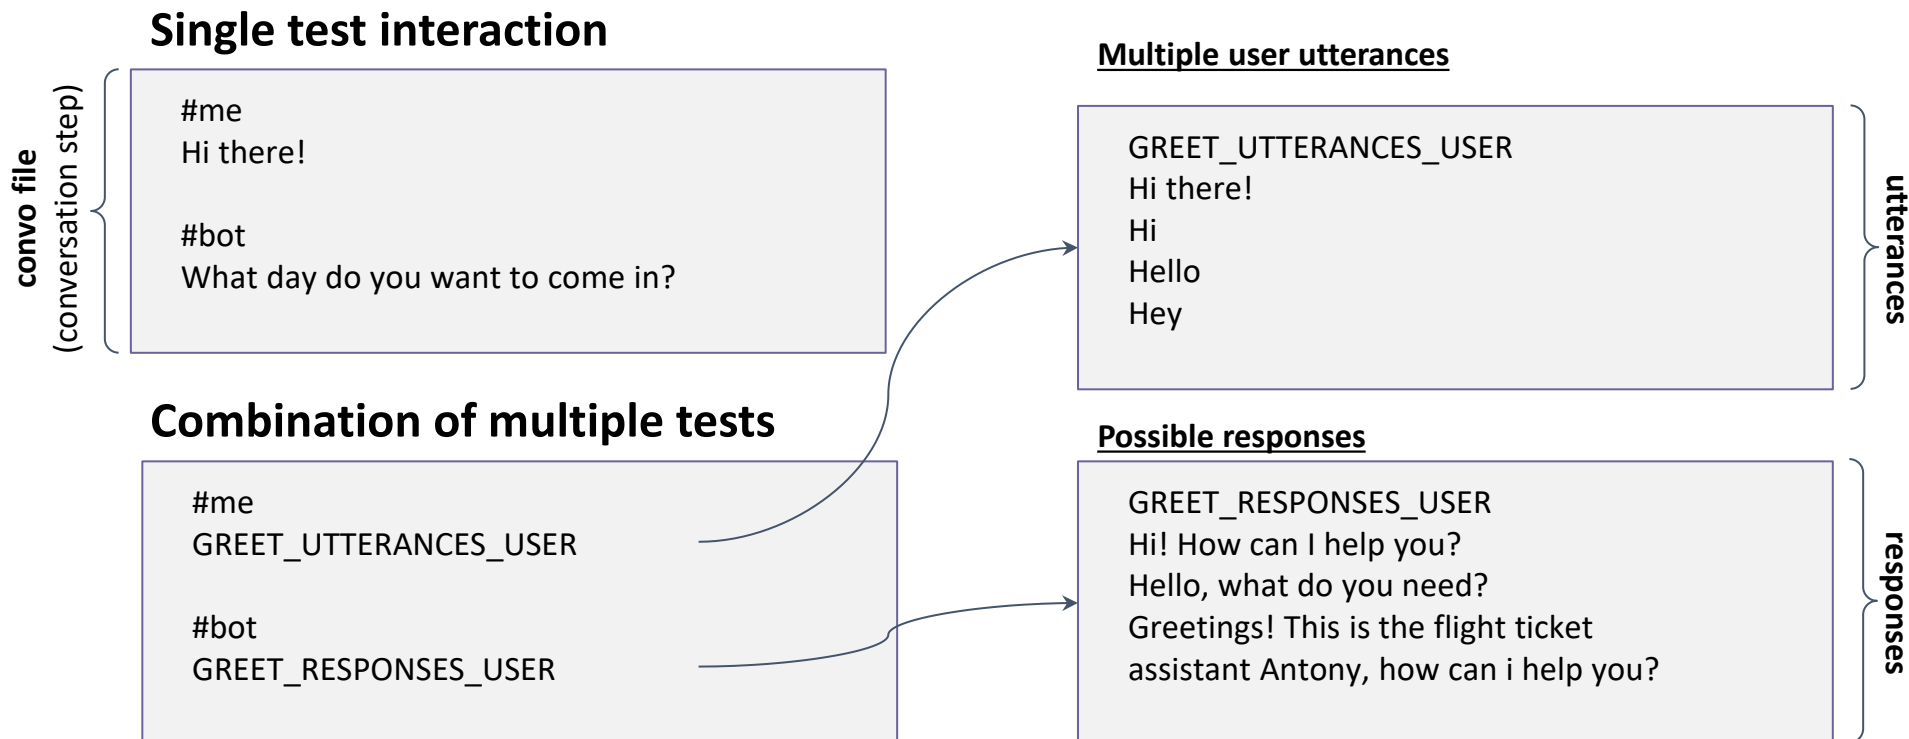 Single test interaction
convo file
(conversation step)
#me
Hi there!
#bot
What day do you want to come in?
Multiple user utterances
GREET_UTTERANCES_USER
Hi there!
Hi
Hello
Hey
utterances
Combination of multiple tests
#me
GREET_UTTERANCES_USER
#bot
GREET_RESPONSES_USER
Possible responses
GREET_RESPONSES_USER
Hi! How can I help you?
Hello, what do you need?
Greetings! This is the flight ticket
assistant Antony, how can i help you?
responses